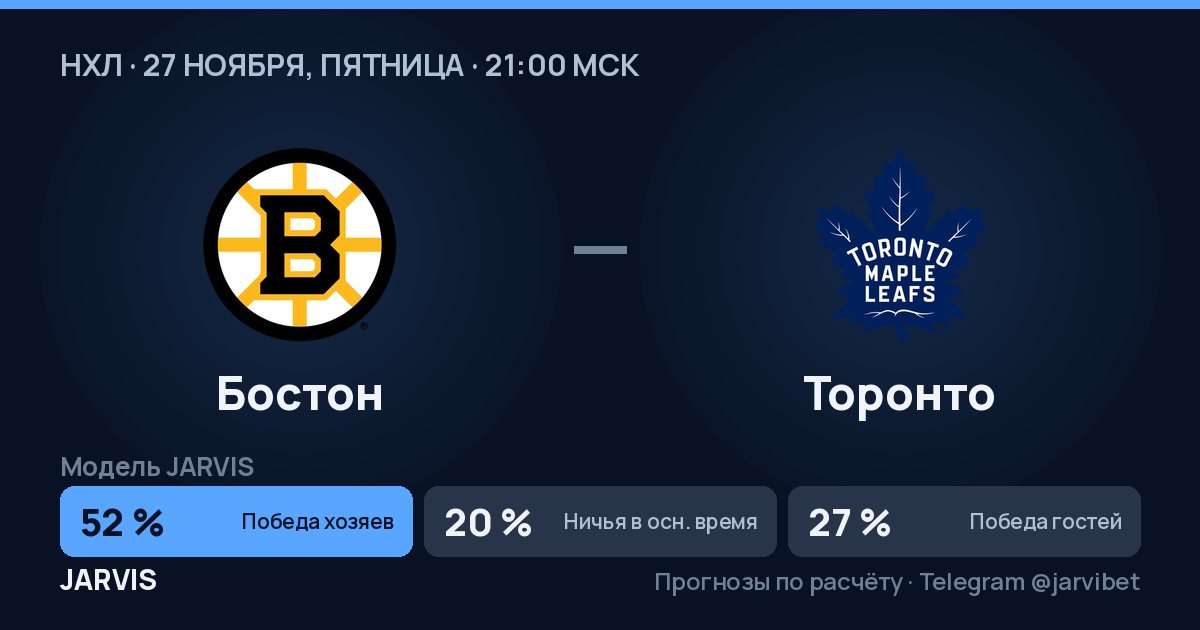 НХЛ · 27 НОЯБРЯ, ПЯТНИЦА · 21:00 МСК
B
®
TORONTO
MAPLE
LEAFS
—
Бостон
Торонто
Модель JARVIS
52 % Победа хозяев
20 % Ничья в осн. время
27 % Победа гостей
JARVIS
Прогнозы по расчёту · Telegram @jarvibet